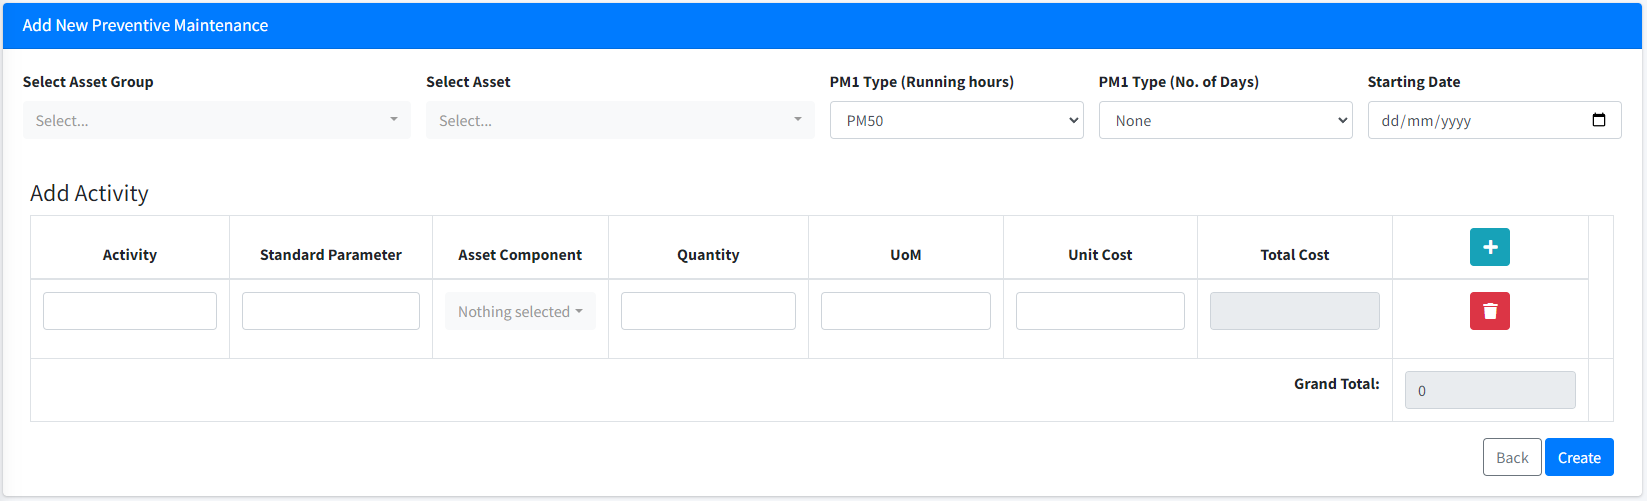 Add New Preventive Maintenance
Select Asset Group Select Asset PM1 Type (Running hours) PM1 Type (No. of Days) Starting Date
Select... Select... PM50 None dd/mm/yyyy
Add Activity
Activity Standard Parameter Asset Component Quantity UoM Unit Cost Total Cost
Nothing selected
Grand Total: 0
Back Create